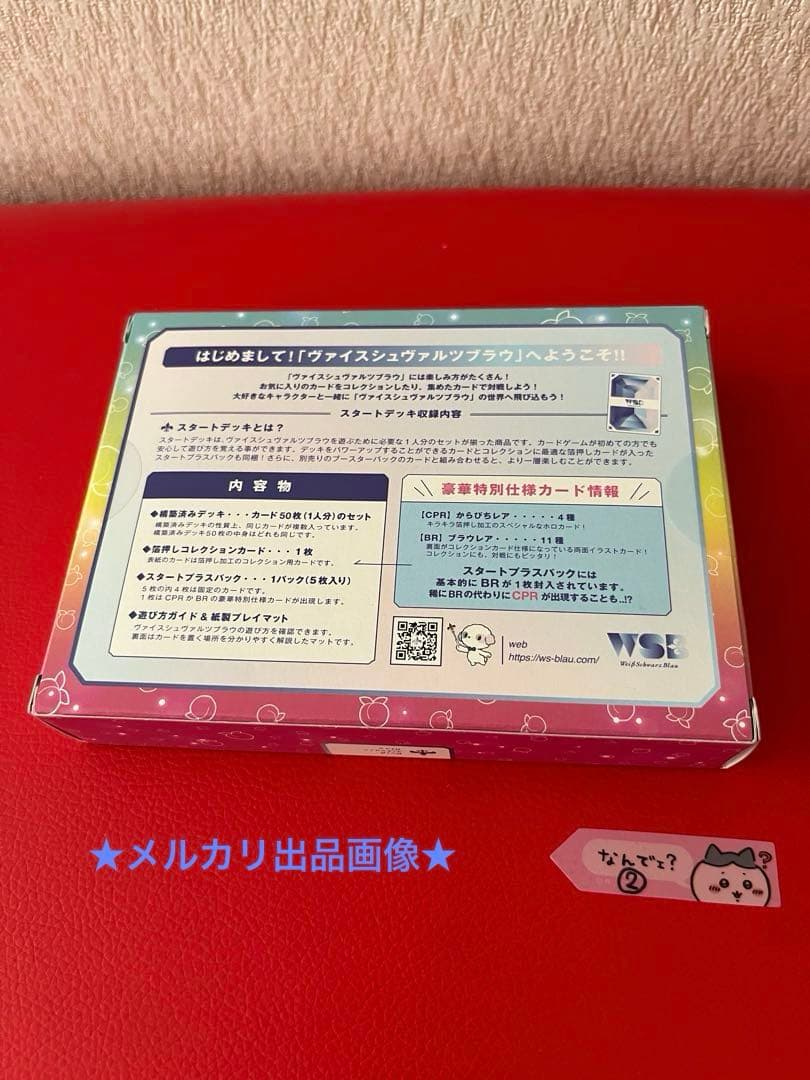 はじめまして!「ヴァイスシュヴァルツブラウ」へようこそ!!
「ヴァイスシュヴァルツブラウ」には楽しみ方がたくさん!
お気に入りのカードをコレクションしたり、集めたカードで対戦しよう!
大好きなキャラクターと一緒に「ヴァイスシュヴァルツブラウ」の世界へ飛び込もう!
WSB
スタートデッキ収録内容
スタートデッキとは?
スタートデッキは、ヴァイスシュヴァルツブラウを遊ぶために必要な1人分のセットが揃った商品です。カードゲームが初めての方でも
安心して遊び方を覚える事ができます。デッキをパワーアップすることができるカードとコレクションに最適な箔押しカードが入った
スタートプラスパックも同梱!さらに、別売りのブースターパックのカードと組み合わせると、より一層楽しむことができます。
内容物
◆構築済みデッキ・・・カード50枚(1人分)のセット
構築済みデッキの性質上、同じカードが複数入っています。
構築済みデッキ50枚の中身はどれも同じです。
◆箔押しコレクションカード・・・1枚
表紙のカードは箔押し加工のコレクション用カードです。
◆スタートプラスパック・・・1パック(5枚入り)
5枚の内4枚は固定のカードです。
1枚はCPRかBRの豪華特別仕様カードが出現します。
◆遊び方ガイド&紙製プレイマット
ヴァイスシュヴァルツブラウの遊び方を確認できます。
裏面はカードを置く場所を分かりやすく解説したマットです。
豪華特別仕様カード情報
【CPR】からぴちレア・・・・・4種
キラキラ箔押し加工のスペシャルなホロカード!
【BR】ブラウレア・・・・・11種
裏面がコレクションカード仕様になっている両面イラストカード!
コレクションにも、対戦にもピッタリ!
スタートプラスパックには
基本的にBRが1枚封入されています。
稀にBRの代わりにCPRが出現することも..!?
web
https://ws-blau.com/
WSB
Weiβ Schwarz Blau
★メルカリ出品画像★
なんでェ?
②
?